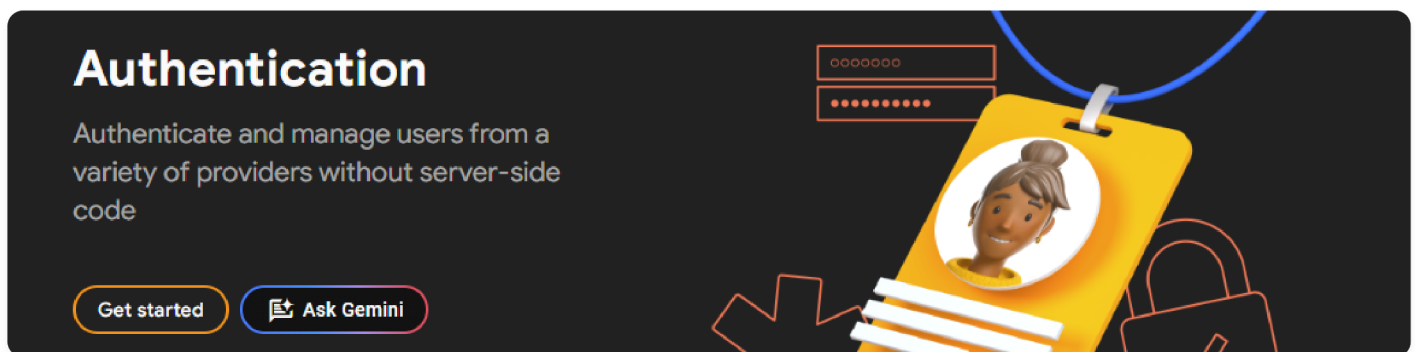 Authentication
Authenticate and manage users from a
variety of providers without server-side
code
Get started
Ask Gemini